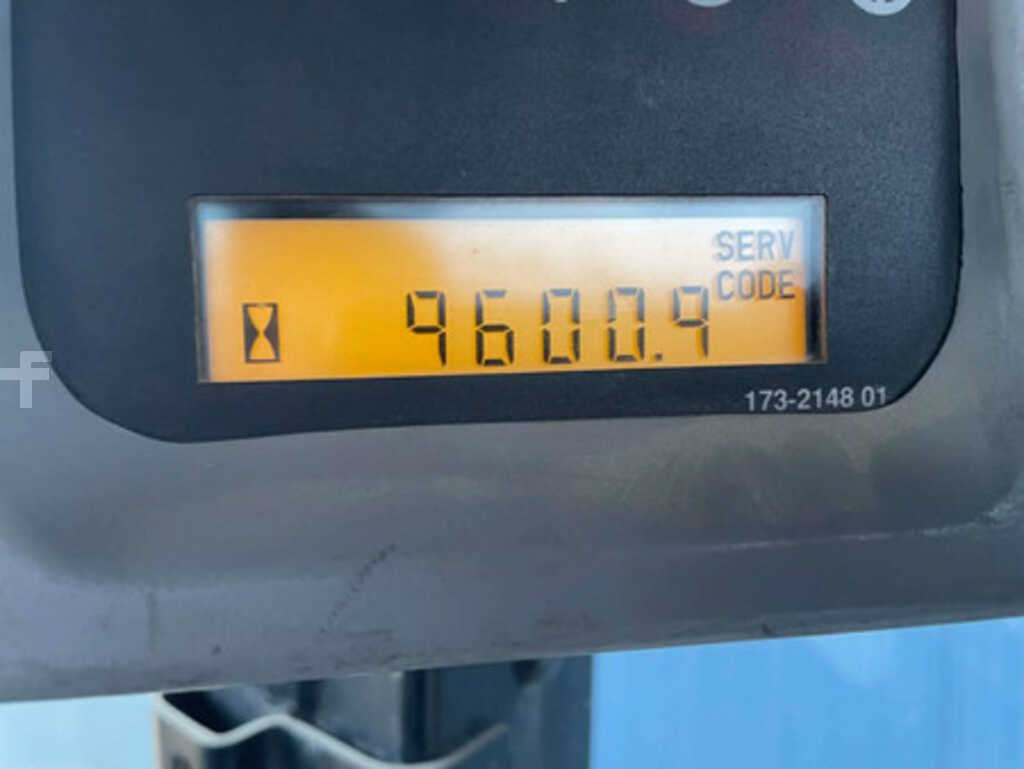 SERV
CODE
9600.9
173-2148 01
f